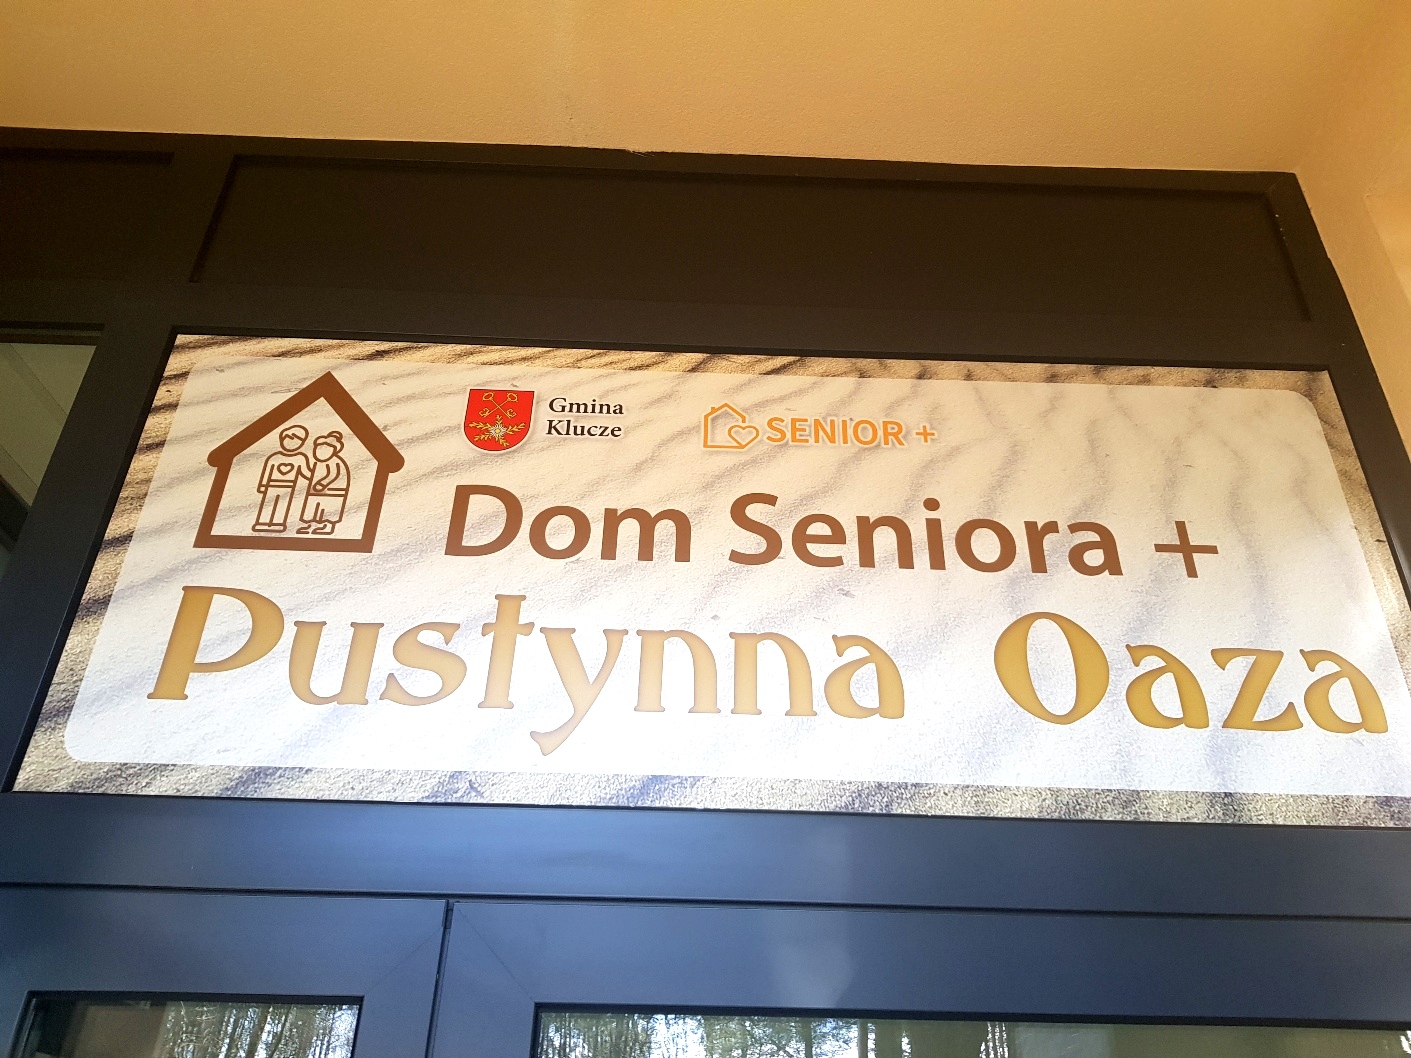 Gmina
Klucze
SENIOR +
Dom Seniora +
Pustynna Oaza